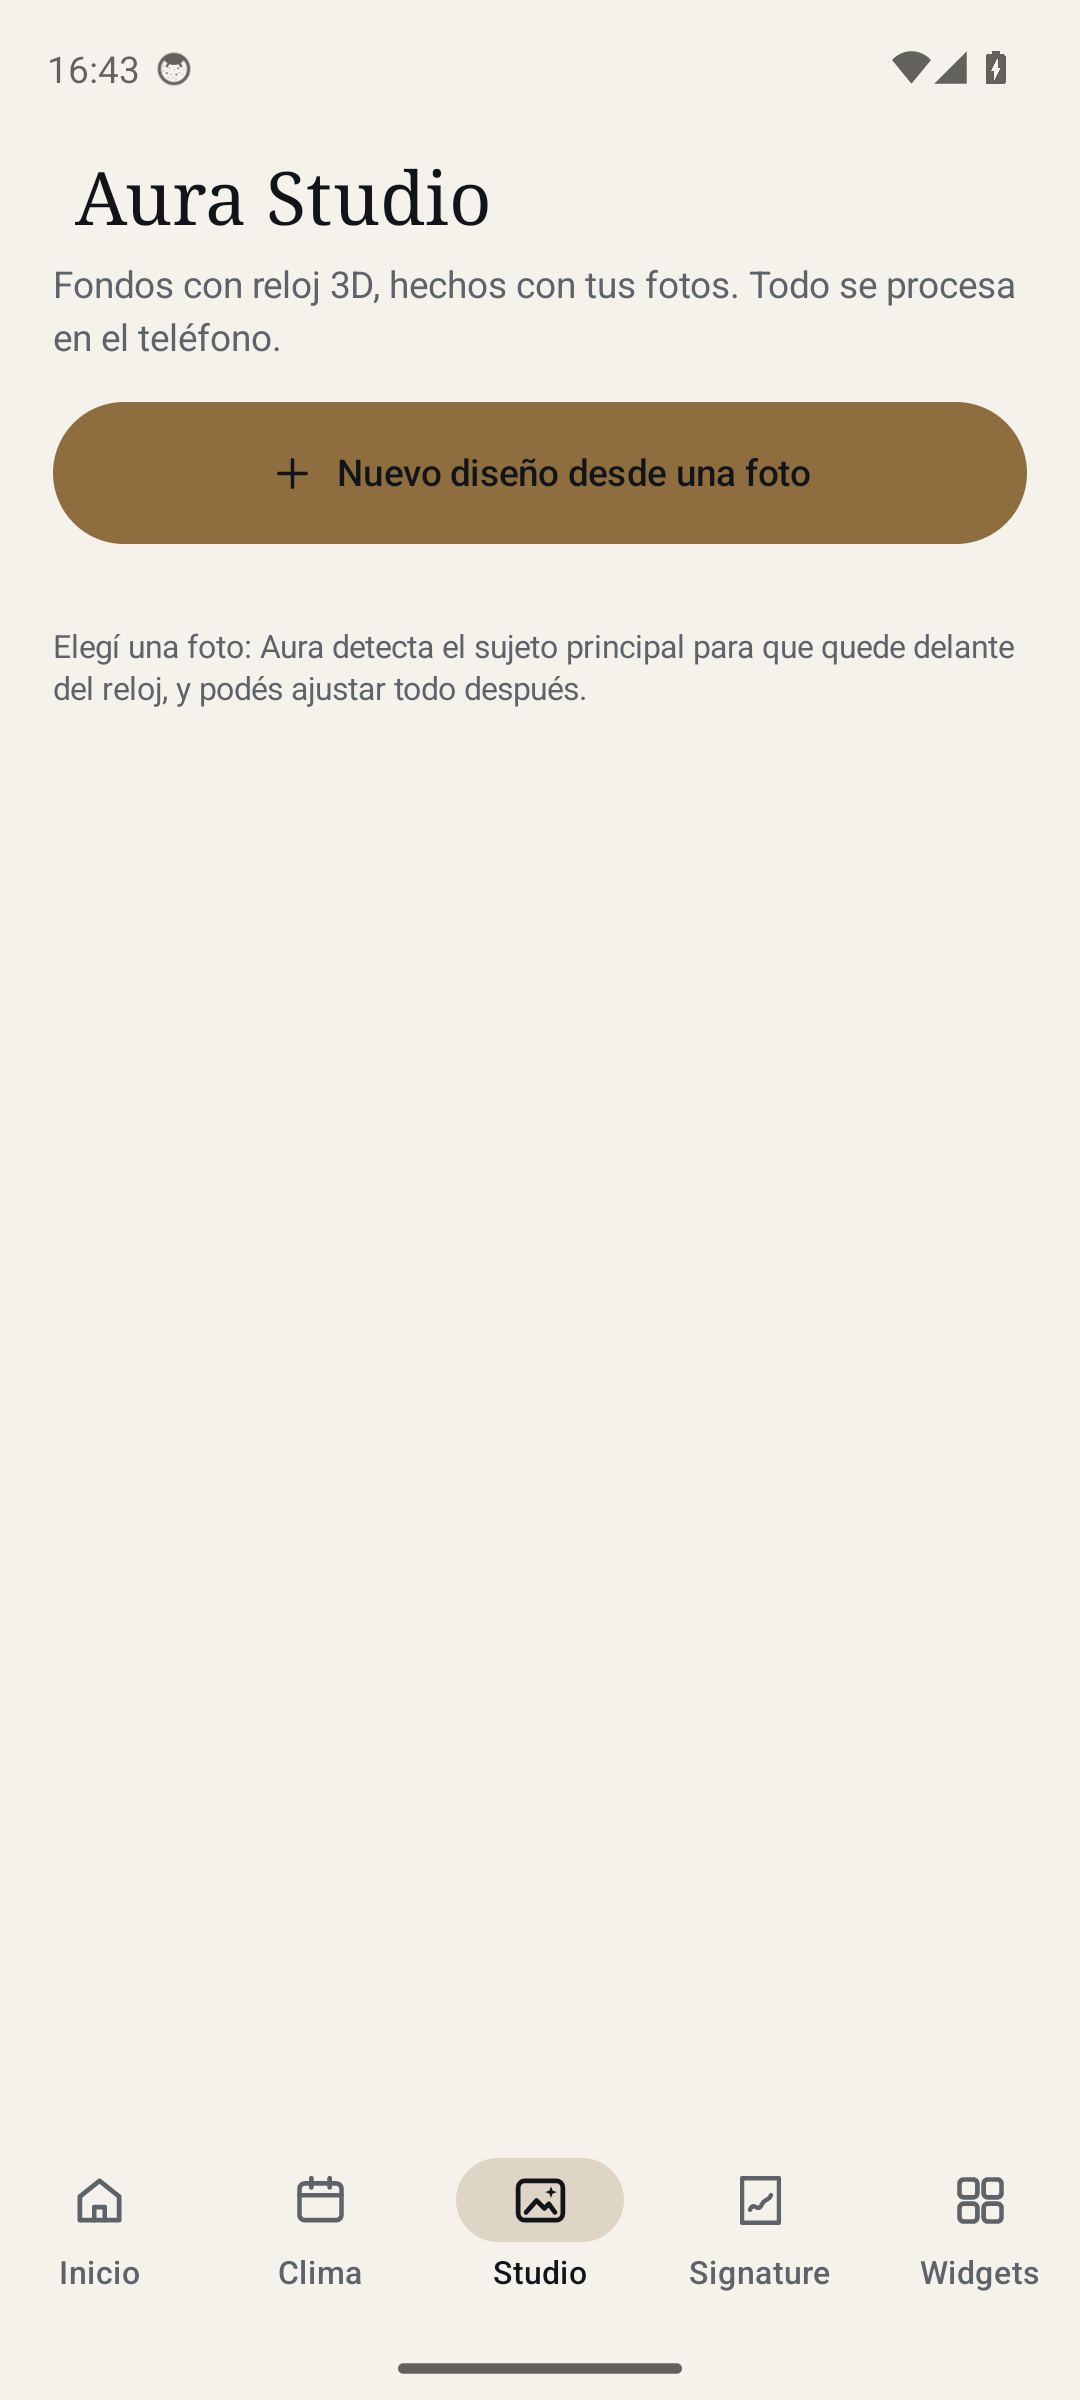 16:43
Aura Studio
Fondos con reloj 3D, hechos con tus fotos. Todo se procesa
en el teléfono.
Nuevo diseño desde una foto
Elegí una foto: Aura detecta el sujeto principal para que quede delante
del reloj, y podés ajustar todo después.
Inicio
Clima
Studio
Signature
Widgets